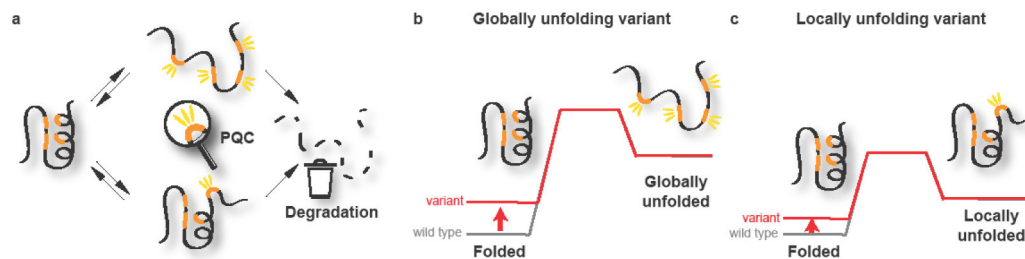 a
PQC
Degradation
b
Globally unfolding variant
variant
wild type
Folded
Globally
unfolded
c
Locally unfolding variant
variant
wild type
Folded
Locally
unfolded